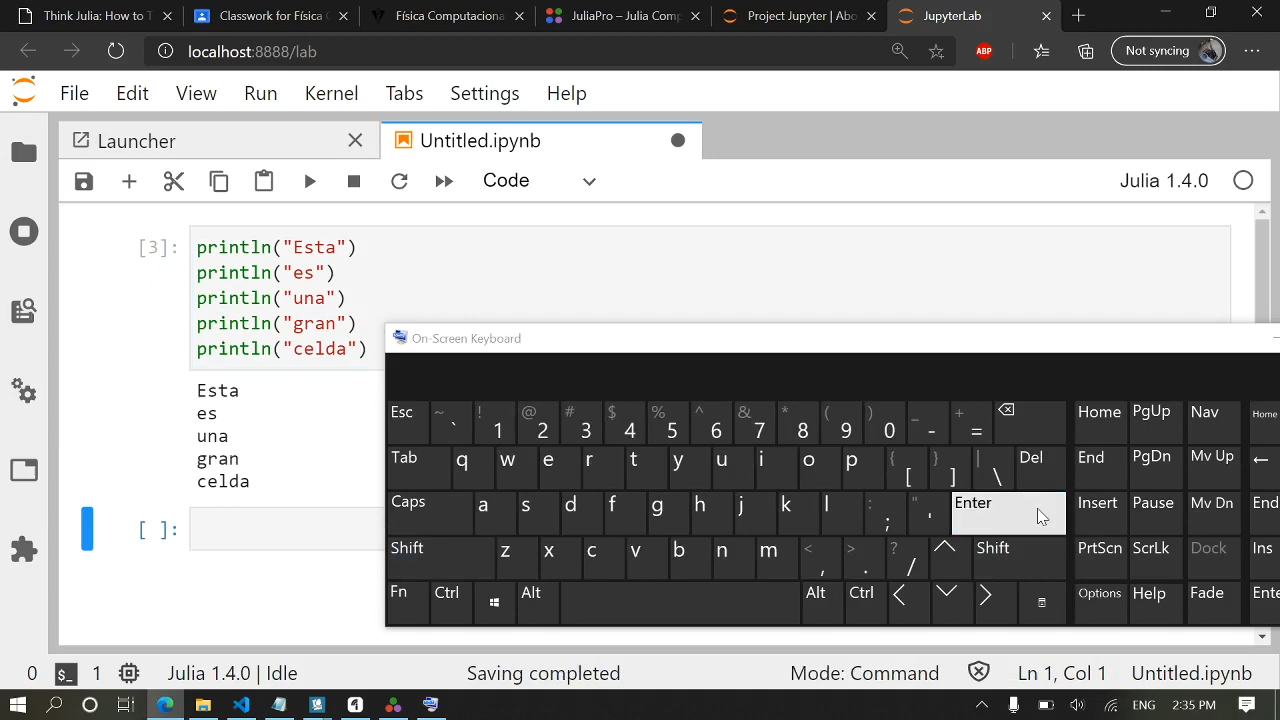 Think Julia: How to T
Classwork for Física C
Física Computaciona
JuliaPro – Julia Comp
Project Jupyter | Abo
JupyterLab
localhost:8888/lab
ABP
Not syncing
File Edit View Run Kernel Tabs Settings Help
Launcher
Untitled.ipynb
Code
Julia 1.4.0
[3]:
println("Esta")
println("es")
println("una")
println("gran")
println("celda")
Esta
es
una
gran
celda
[ ]:
On-Screen Keyboard
Esc ~ ` ! 1 @ 2 # 3 $ 4 % 5 ^ 6 & 7 * 8 ( 9 ) 0 _ - + = Home PgUp Nav Home
Tab q w e r t y u i o p { [ } ] | \ Del End PgDn Mv Up
Caps a s d f g h j k l : ; " ' Enter Insert Pause Mv Dn End
Shift z x c v b n m < , > . ? / Shift PrtScn ScrLk Dock Ins
Fn Ctrl Alt Alt Ctrl Options Help Fade Ente
0 $_ 1 Julia 1.4.0 | Idle Saving completed Mode: Command Ln 1, Col 1 Untitled.ipynb
ENG 2:35 PM